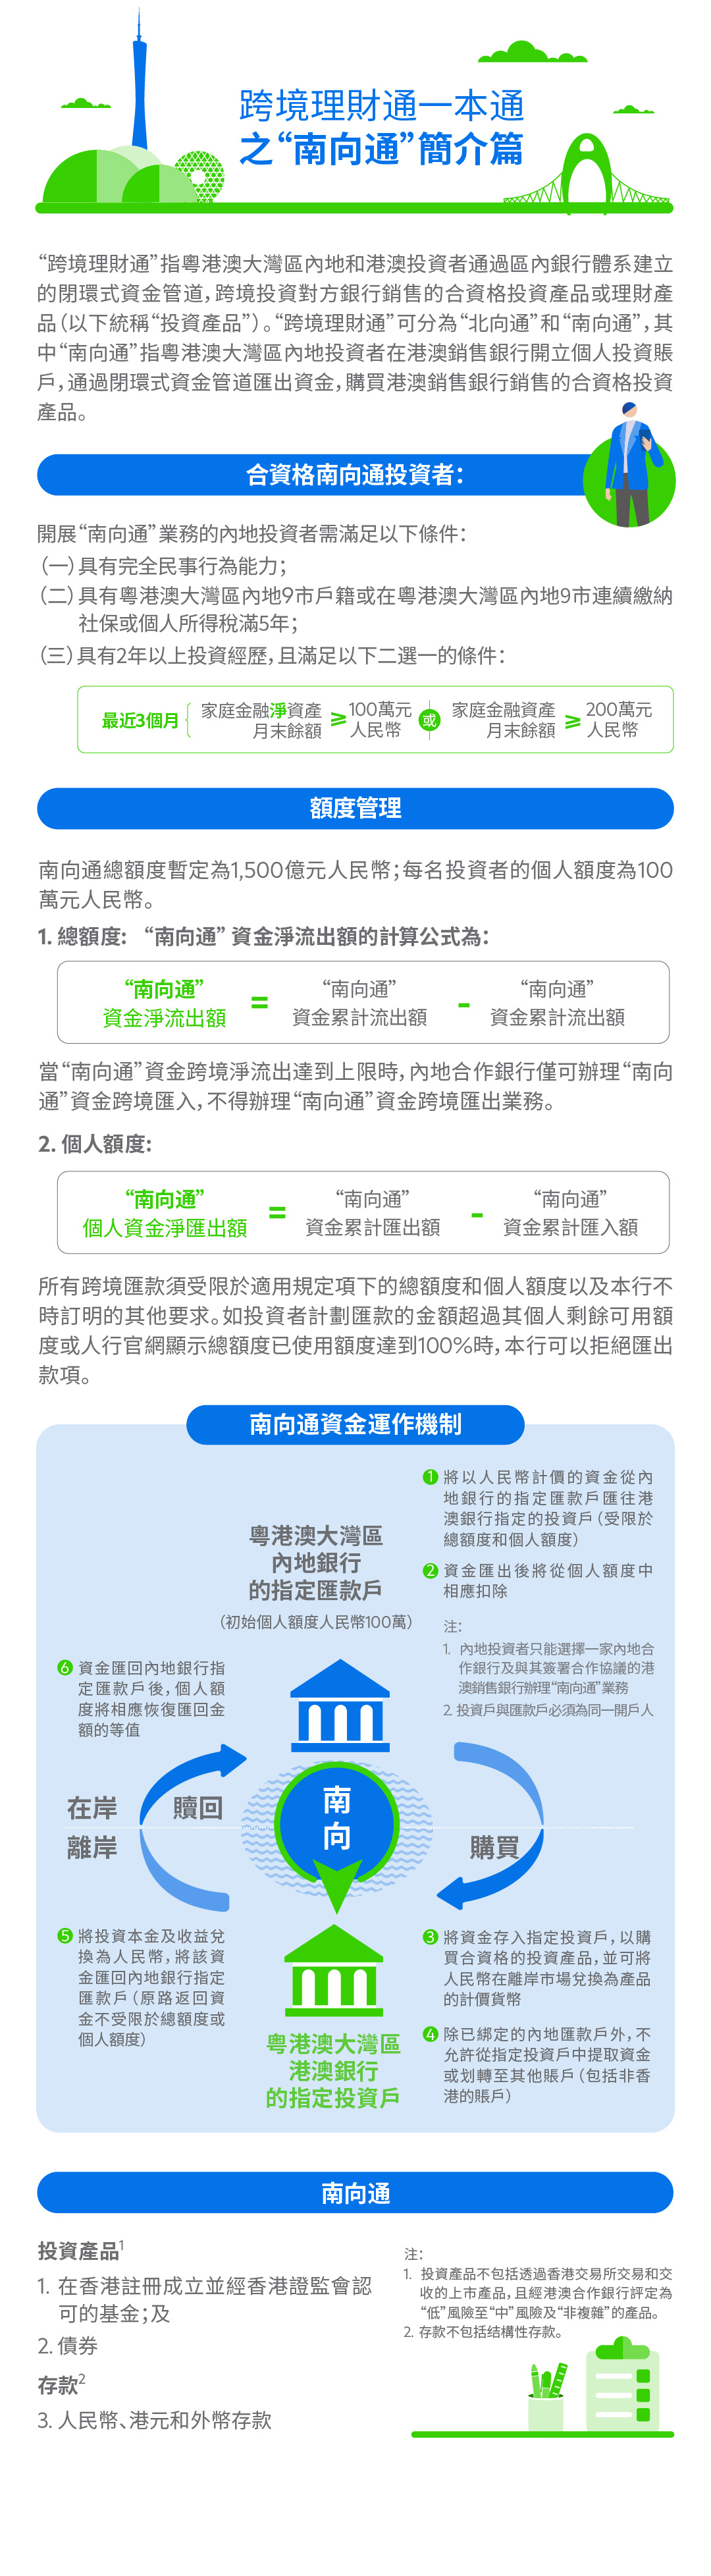 跨境理財通一本通
之“南向通”簡介篇
“跨境理財通”指粵港澳大灣區內地和港澳投資者通過區內銀行體系建立
的閉環式資金管道，跨境投資對方銀行銷售的合資格投資產品或理財產
品（以下統稱“投資產品”）。“跨境理財通”可分為“北向通”和“南向通”，其
中“南向通”指粵港澳大灣區內地投資者在港澳銷售銀行開立個人投資賬
戶，通過閉環式資金管道匯出資金，購買港澳銷售銀行銷售的合資格投資
產品。
合資格南向通投資者：
開展“南向通”業務的內地投資者需滿足以下條件：
（一）具有完全民事行為能力；
（二）具有粵港澳大灣區內地9市戶籍或在粵港澳大灣區內地9市連續繳納
社保或個人所得稅滿5年；
（三）具有2年以上投資經歷，且滿足以下二選一的條件：
最近3個月 家庭金融淨資產 月末餘額 ≥ 100萬元 人民幣 或 家庭金融資產 月末餘額 ≥ 200萬元 人民幣
額度管理
南向通總額度暫定為1,500億元人民幣；每名投資者的個人額度為100
萬元人民幣。
1. 總額度： “南向通” 資金淨流出額的計算公式為：
“南向通” 資金淨流出額 = “南向通” 資金累計流出額 - “南向通” 資金累計流出額
當“南向通”資金跨境淨流出達到上限時，內地合作銀行僅可辦理“南向
通”資金跨境匯入，不得辦理“南向通”資金跨境匯出業務。
2. 個人額度：
“南向通” 個人資金淨匯出額 = “南向通” 資金累計匯出額 - “南向通” 資金累計匯入額
所有跨境匯款須受限於適用規定項下的總額度和個人額度以及本行不
時訂明的其他要求。如投資者計劃匯款的金額超過其個人剩餘可用額
度或人行官網顯示總額度已使用額度達到100%時，本行可以拒絕匯出
款項。
南向通資金運作機制
1 將以人民幣計價的資金從內
地銀行的指定匯款戶匯往港
澳銀行指定的投資戶（受限於
總額度和個人額度）
2 資金匯出後將從個人額度中
相應扣除
注：
1. 內地投資者只能選擇一家內地合
作銀行及與其簽署合作協議的港
澳銷售銀行辦理“南向通”業務
2. 投資戶與匯款戶必須為同一開戶人
粵港澳大灣區
內地銀行
的指定匯款戶
（初始個人額度人民幣100萬）
6 資金匯回內地銀行指
定匯款戶後，個人額
度將相應恢復匯回金
額的等值
在岸
離岸
贖回
南
向
購買
5 將投資本金及收益兌
換為人民幣，將該資
金匯回內地銀行指定
匯款戶（原路返回資
金不受限於總額度或
個人額度）
3 將資金存入指定投資戶，以購
買合資格的投資產品，並可將
人民幣在離岸市場兌換為產品
的計價貨幣
4 除已綁定的內地匯款戶外，不
允許從指定投資戶中提取資金
或划轉至其他賬戶（包括非香
港的賬戶）
粵港澳大灣區
港澳銀行
的指定投資戶
南向通
投資產品1
1. 在香港註冊成立並經香港證監會認
可的基金；及
2. 債券
存款2
3. 人民幣、港元和外幣存款
注：
1. 投資產品不包括透過香港交易所交易和交
收的上市產品，且經港澳合作銀行評定為
“低”風險至“中”風險及“非複雜”的產品。
2. 存款不包括结構性存款。